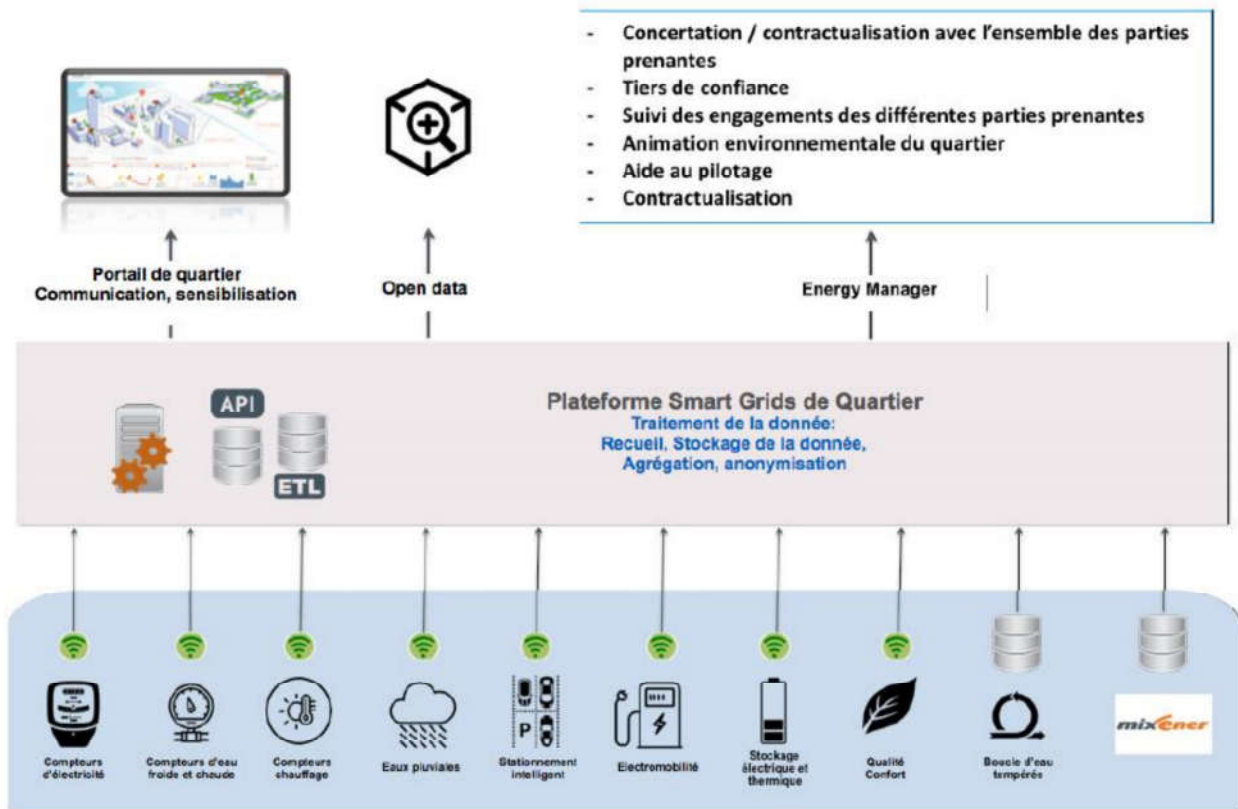 - Concertation / contractualisation avec l'ensemble des parties
prenantes
- Tiers de confiance
- Suivi des engagements des différentes parties prenantes
- Animation environnementale du quartier
- Aide au pilotage
- Contractualisation
Portail de quartier
Communication, sensibilisation
Open data
Energy Manager
API
ETL
Plateforme Smart Grids de Quartier
Traitement de la donnée:
Recueil, Stockage de la donnée,
Agrégation, anonymisation
P
mixener
Compteurs
d'électricité
Compteurs d'eau
froide et chaude
Compteurs
chauffage
Eaux pluviales
Stationnement
intelligent
Electromobilité
Stockage
électrique et
thermique
Qualité
Confort
Boucle d'eau
tempérés